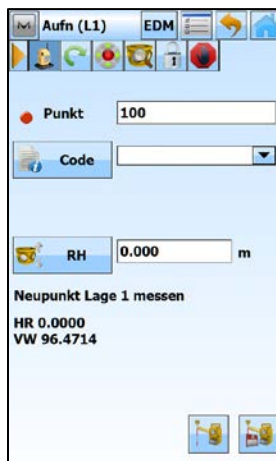 M Aufn (L1) EDM
Punkt 100
Code
RH 0.000 m
Neupunkt Lage 1 messen
HR 0.0000
VW 96.4714